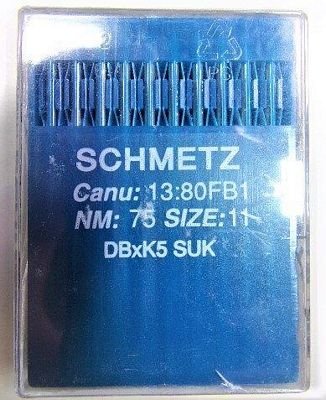 SCHMETZ
Canu: 13:80FB1
NM: 75 SIZE:11
DBxK5 SUK